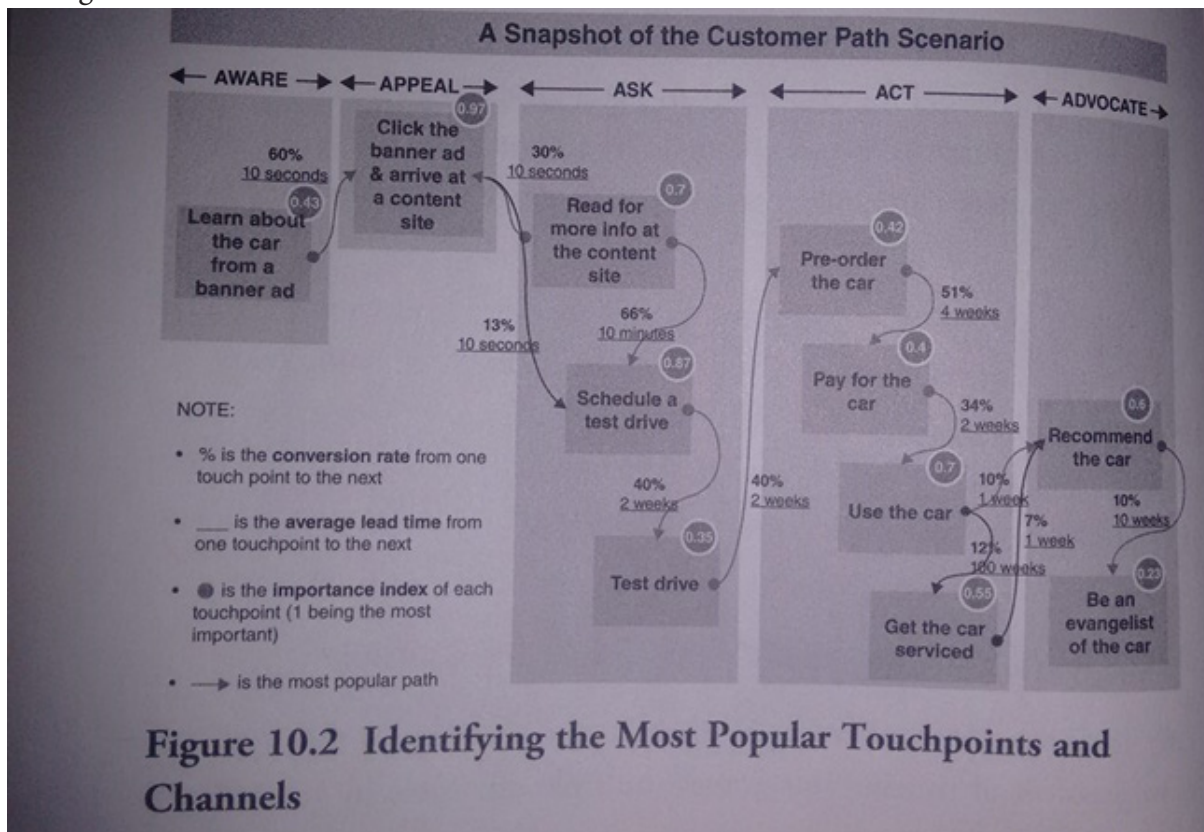 A Snapshot of the Customer Path Scenario
AWARE
APPEAL
ASK
ACT
ADVOCATE
60%
10 seconds
0.43
Learn about
the car
from a
banner ad
0.97
Click the
banner ad
& arrive at
a content
site
30%
10 seconds
13%
10 seconds
0.7
Read for
more info at
the content
site
66%
10 minutes
0.87
Schedule a
test drive
40%
2 weeks
0.35
Test drive
40%
2 weeks
0.42
Pre-order
the car
51%
4 weeks
0.4
Pay for the
car
34%
2 weeks
0.7
Use the car
10%
1 week
12%
100 weeks
0.55
Get the car
serviced
7%
1 week
0.6
Recommend
the car
10%
10 weeks
0.23
Be an
evangelist
of the car
NOTE:
• % is the conversion rate from one
touch point to the next
• ___ is the average lead time from
one touchpoint to the next
• is the importance index of each
touchpoint (1 being the most
important)
• is the most popular path
Figure 10.2 Identifying the Most Popular Touchpoints and
Channels